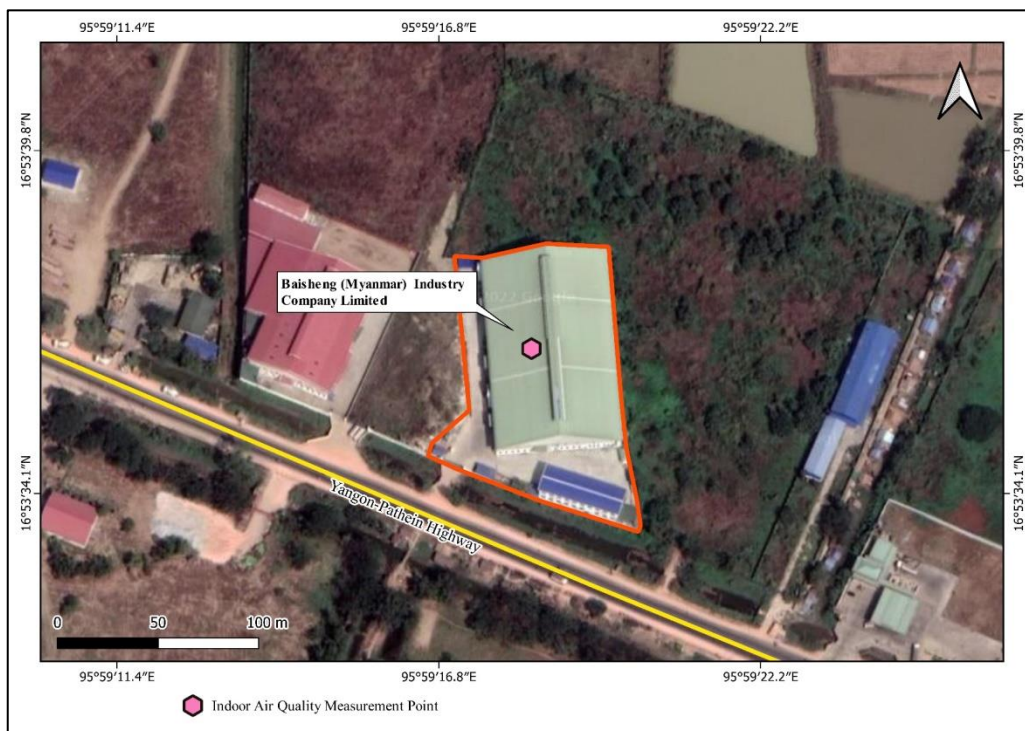 95°59'11.4"E
95°59'16.8"E
95°59'22.2"E
16°53'39.8"N
16°53'39.8"N
Baisheng (Myanmar) Industry
Company Limited
16°53'34.1"N
16°53'34.1"N
Yangon-Pathein Highway
0 50 100 m
95°59'11.4"E
95°59'16.8"E
95°59'22.2"E
Indoor Air Quality Measurement Point